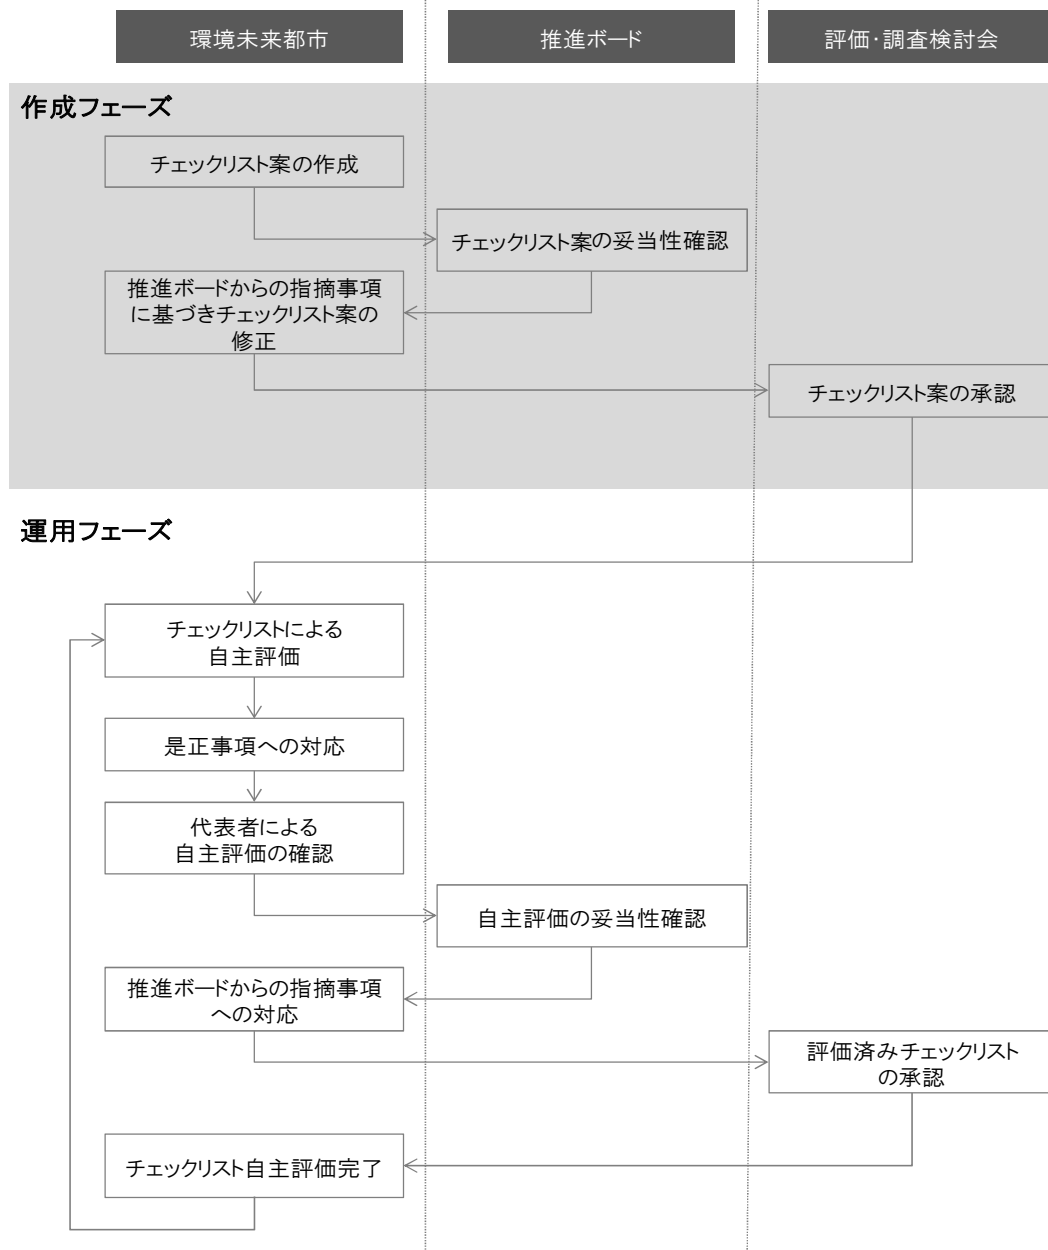 環境未来都市
推進ボード
評価・調査検討会
作成フェーズ
チェックリスト案の作成
チェックリスト案の妥当性確認
推進ボードからの指摘事項
に基づきチェックリスト案の
修正
チェックリスト案の承認
運用フェーズ
チェックリストによる
自主評価
是正事項への対応
代表者による
自主評価の確認
自主評価の妥当性確認
推進ボードからの指摘事項
への対応
評価済みチェックリスト
の承認
チェックリスト自主評価完了